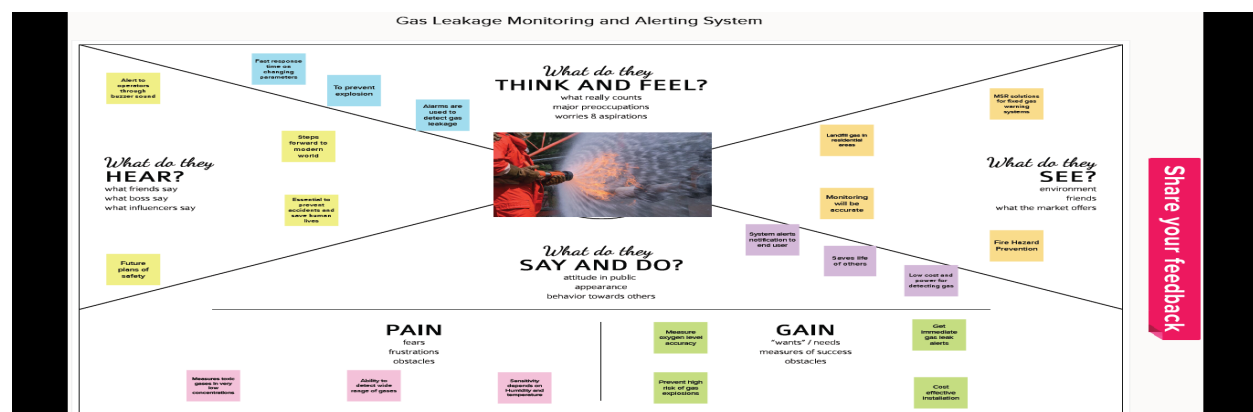 Gas Leakage Monitoring and Alerting System
Alert to
operators
through
buzzer sound
Fast response
time on
changing
parameters
To prevent
explosion
Alarms are
used to
detect gas
leakage
What do they
THINK AND FEEL?
what really counts
major preoccupations
worries & aspirations
MSR solutions
for fixed gas
warning
systems
Steps
forward to
modern
world
Landfill gas in
residential
areas
What do they
HEAR?
what friends say
what boss say
what influencers say
What do they
SEE?
environment
friends
what the market offers
Essential to
prevent
accidents and
save human
lives
Monitoring
will be
accurate
Future
plans of
safety
What do they
SAY AND DO?
attitude in public
appearance
behavior towards others
System alerts
notification to
end user
Saves life
of others
Low cost and
power for
detecting gas
Fire Hazard
Prevention
PAIN
fears
frustrations
obstacles
Measures toxic
gases in very
low
concentrations
Ability to
detect wide
range of gases
Sensitivity
depends on
Humidity and
temperature
GAIN
"wants" / needs
measures of success
obstacles
Measure
oxygen level
accuracy
Get
immediate
gas leak
alerts
Prevent high
risk of gas
explosions
Cost
effective
installation
Share your feedback